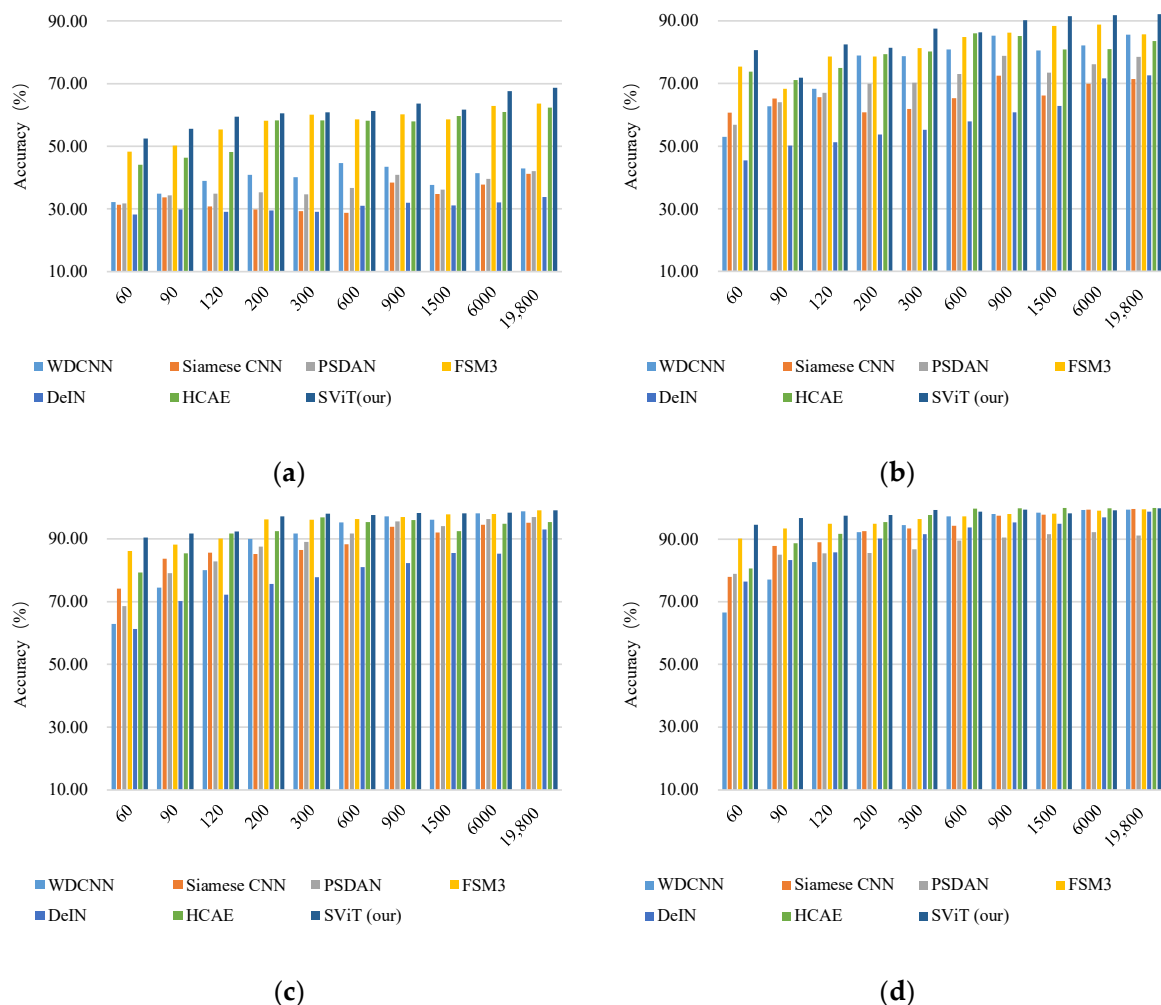 90.00
70.00
50.00
30.00
10.00
Accuracy (%)
60 90 120 200 300 600 900 1500 6000 19,800
WDCNN Siamese CNN PSDAN FSM3
DeIN HCAE SViT(our)
(a)
90.00
70.00
50.00
30.00
10.00
Accuracy (%)
60 90 120 200 300 600 900 1500 6000 19,800
WDCNN Siamese CNN PSDAN FSM3
DeIN HCAE SViT (our)
(b)
90.00
70.00
50.00
30.00
10.00
Accuracy (%)
60 90 120 200 300 600 900 1500 6000 19,800
WDCNN Siamese CNN PSDAN FSM3
DeIN HCAE SViT (our)
(c)
90.00
70.00
50.00
30.00
10.00
Accuracy (%)
60 90 120 200 300 600 900 1500 6000 19,800
WDCNN Siamese CNN PSDAN FSM3
DeIN HCAE SViT (our)
(d)